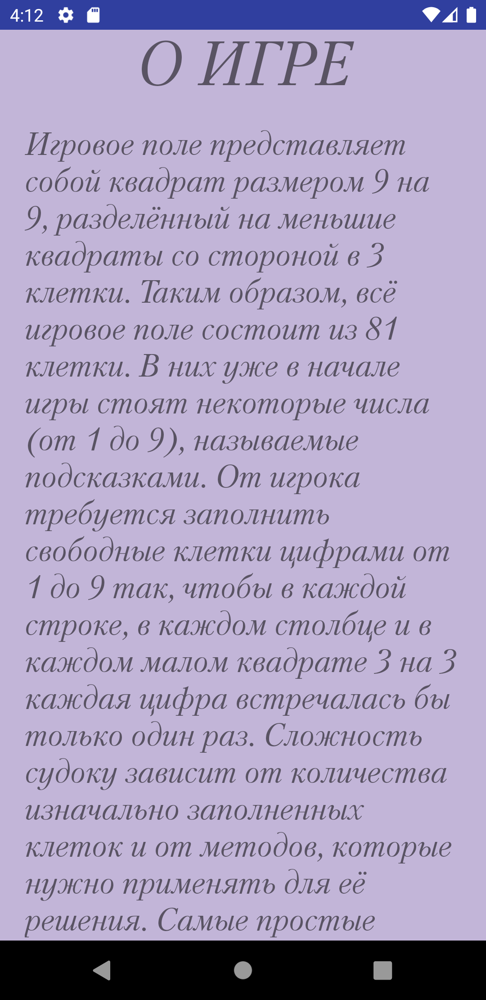 4:12
О ИГРЕ
Игровое поле представляет
собой квадрат размером 9 на
9, разделённый на меньшие
квадраты со стороной в 3
клетки. Таким образом, всё
игровое поле состоит из 81
клетки. В них уже в начале
игры стоят некоторые числа
(от 1 до 9), называемые
подсказками. От игрока
требуется заполнить
свободные клетки цифрами от
1 до 9 так, чтобы в каждой
строке, в каждом столбце и в
каждом малом квадрате 3 на 3
каждая цифра встречалась бы
только один раз. Сложность
судоку зависит от количества
изначально заполненных
клеток и от методов, которые
нужно применять для её
решения. Самые простые